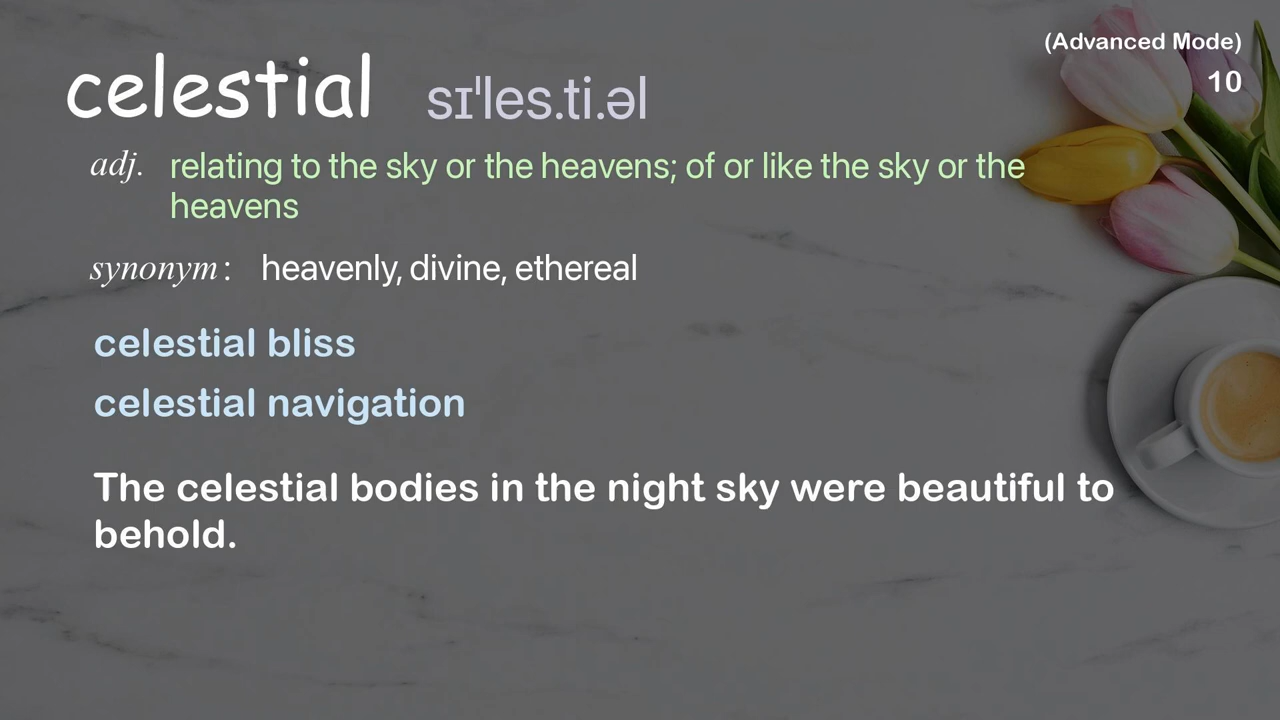 (Advanced Mode)
10
celestial sɪˈles.ti.əl
adj. relating to the sky or the heavens; of or like the sky or the
heavens
synonym : heavenly, divine, ethereal
celestial bliss
celestial navigation
The celestial bodies in the night sky were beautiful to
behold.